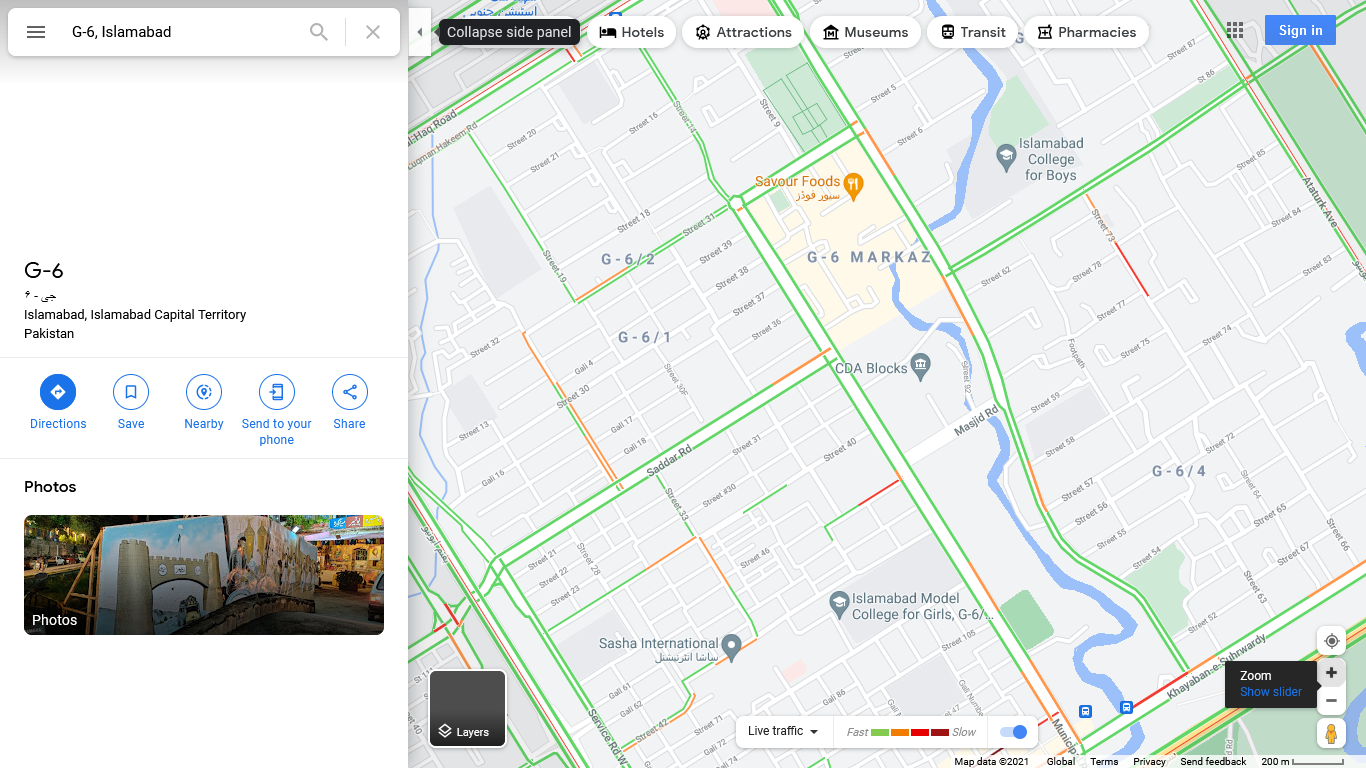 G-6, Islamabad
Collapse side panel
Hotels
Attractions
Museums
Transit
Pharmacies
Sign in
G-6
جی - ۶
Islamabad, Islamabad Capital Territory
Pakistan
Directions
Save
Nearby
Send to your
phone
Share
Photos
Photos
Layers
Luqman Hakeem Rd
Street 20
Street 21
Street 16
Street 24
Street 9
Street 5
Street 6
Street 87
Street 86
Street 85
Street 84
Street 83
Ataturk Ave
Islamabad
College
for Boys
Savour Foods
سیور فوڈز
Street 18
Street 31
Street 19
G-6/2
Street 39
Street 38
Street 37
Street 36
G-6 MARKAZ
Street 73
Street 62
Street 78
Street 77
Street 74
G-6/1
Street 32
Gali 4
Street 30
Gali 17
Gali 18
Street 13
Gali 16
CDA Blocks
Street 92
Footpath
Masjid Rd
Street 59
Street 58
Street 57
Street 56
Street 55
Street 54
Street 52
G-6/4
Street 72
Street 64
Street 65
Street 66
Street 67
Street 63
Saddar Rd
Street 31
Street 40
Street #30
Street 33
Street 46
Street 21
Street 22
Street 23
Street 28
Islamabad Model
College for Girls, G-6/...
Sasha International
ساشا انٹرنیشنل
Street 105
Gali 86
Street 42
Street 71
Gali 72
Gali 74
Service Rd W
Khayaban-e-Suhrwardy
Zoom
Show slider
Live traffic
Fast
Slow
Map data ©2021
Global
Terms
Privacy
Send feedback
200 m